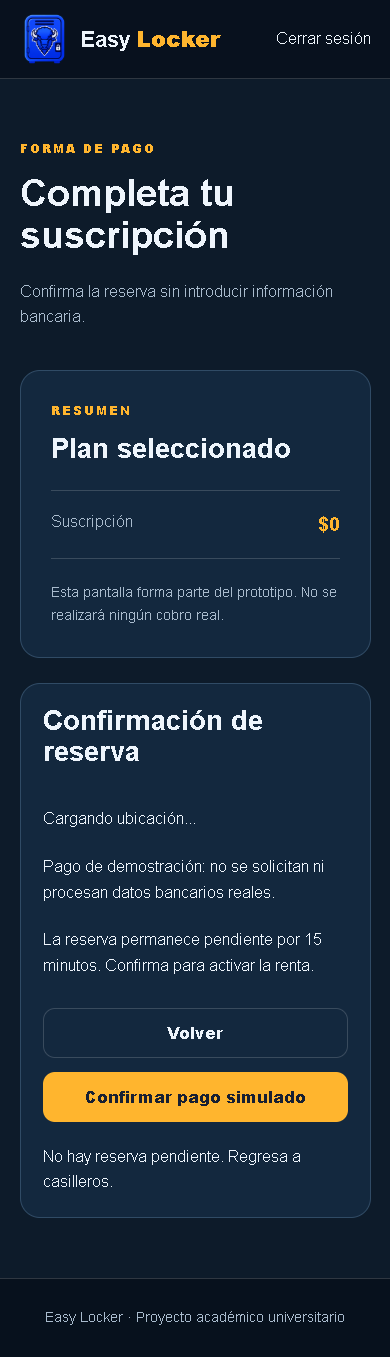 Easy Locker
Cerrar sesión
FORMA DE PAGO
Completa tu
suscripción
Confirma la reserva sin introducir información
bancaria.
RESUMEN
Plan seleccionado
Suscripción
$0
Esta pantalla forma parte del prototipo. No se
realizará ningún cobro real.
Confirmación de
reserva
Cargando ubicación...
Pago de demostración: no se solicitan ni
procesan datos bancarios reales.
La reserva permanece pendiente por 15
minutos. Confirma para activar la renta.
Volver
Confirmar pago simulado
No hay reserva pendiente. Regresa a
casilleros.
Easy Locker · Proyecto académico universitario